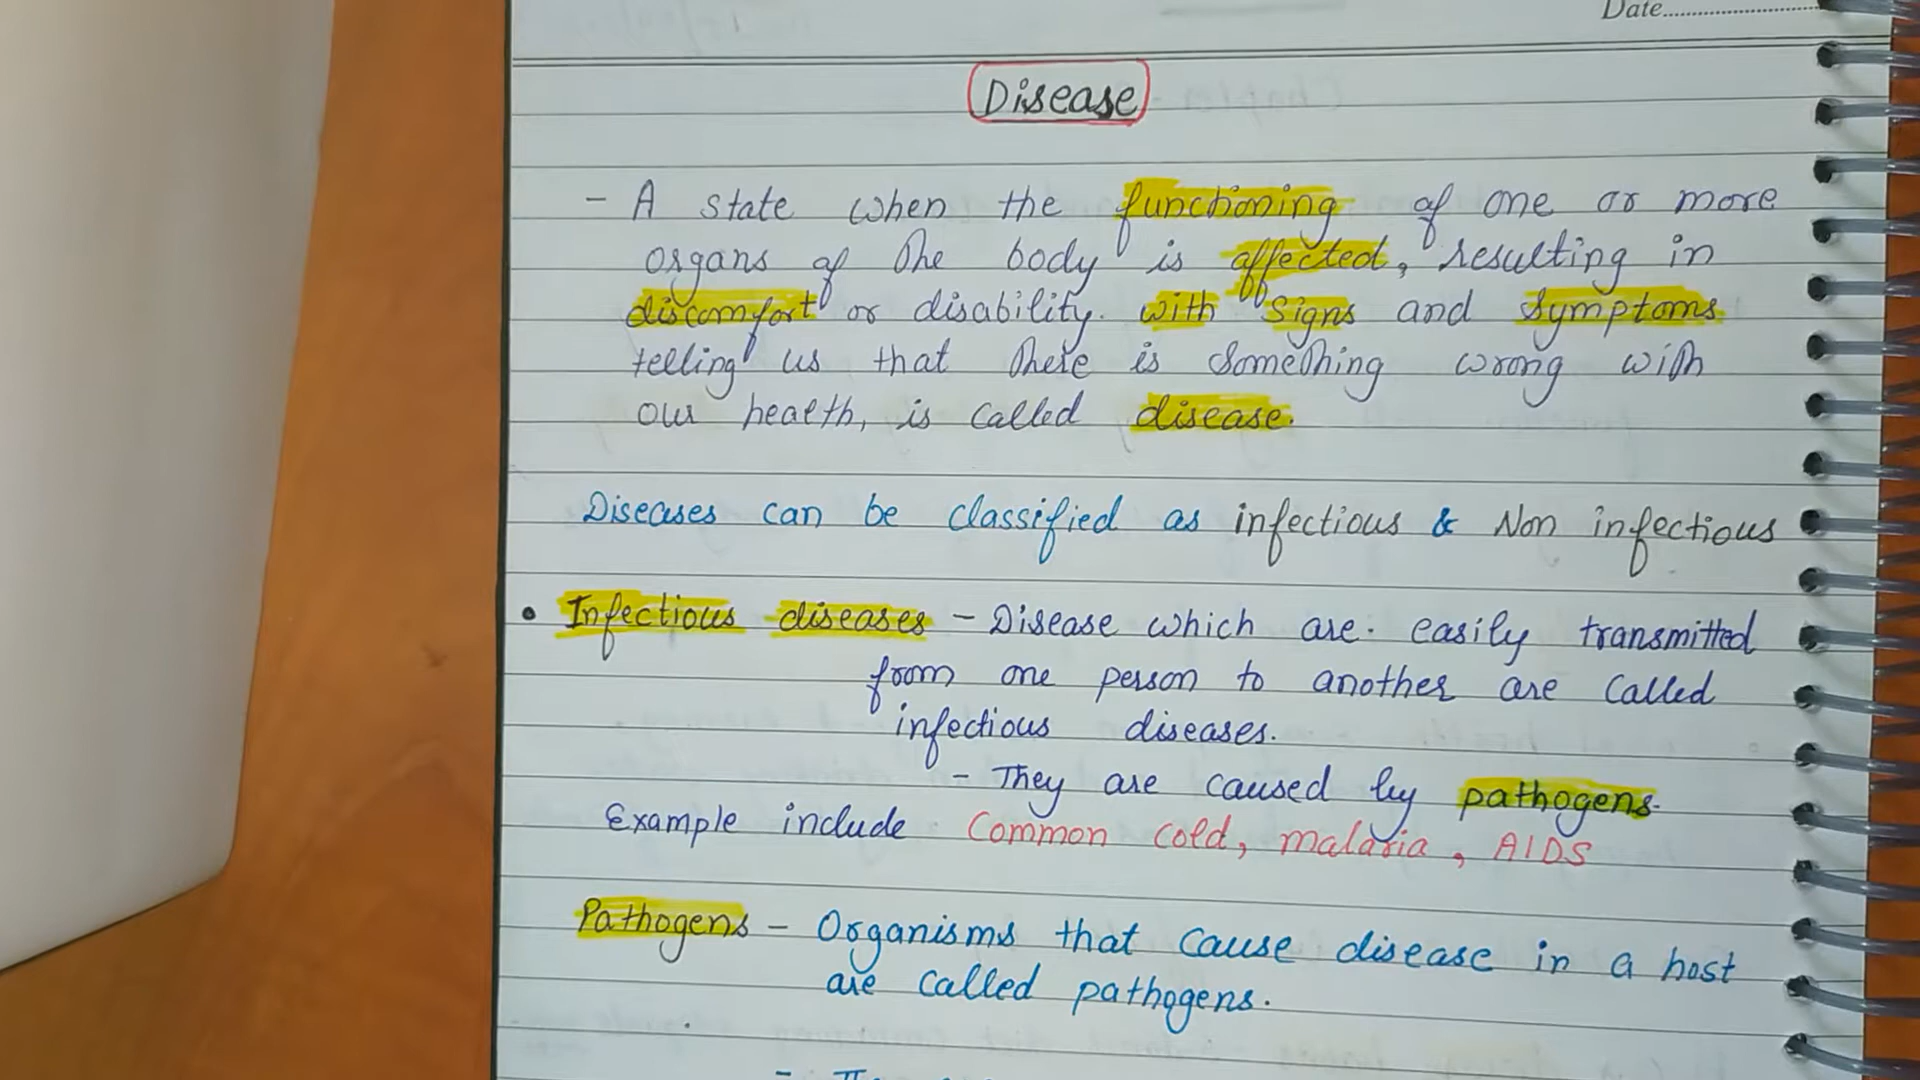 Date
Disease
- A state when the functioning of one or more
organs of the body is affected, resulting in
discomfort or disability. with signs and symptoms
telling us that there is something wrong with
our health, is called disease.
Diseases can be classified as infectious & Non infectious
• Infectious diseases - Disease which are. easily transmitted
from one person to another are called
infectious diseases.
- They are caused by pathogens.
Example include Common cold, malaria, AIDS
Pathogens - Organisms that cause disease in a host
are called pathogens.